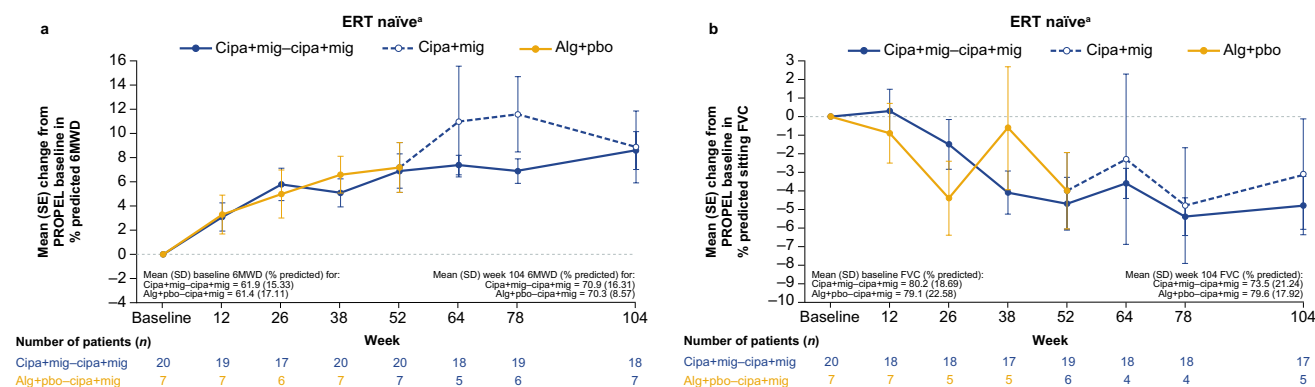 a
ERT naïveᵃ
Cipa+mig–cipa+mig
Cipa+mig
Alg+pbo
Mean (SE) change from
PROPEL baseline in
% predicted 6MWD
16
14
12
10
8
6
4
2
0
–2
–4
Mean (SD) baseline 6MWD (% predicted) for:
Cipa+mig–cipa+mig = 61.9 (15.33)
Alg+pbo–cipa+mig = 61.4 (17.11)
Mean (SD) week 104 6MWD (% predicted) for:
Cipa+mig–cipa+mig = 70.9 (16.31)
Alg+pbo–cipa+mig = 70.3 (8.57)
Baseline 12 26 38 52 64 78 104
Number of patients (n)
Week
Cipa+mig–cipa+mig 20 19 17 20 20 18 19 18
Alg+pbo–cipa+mig 7 7 6 7 7 5 6 7
b
ERT naïveᵃ
Cipa+mig–cipa+mig
Cipa+mig
Alg+pbo
Mean (SE) change from
PROPEL baseline in
% predicted sitting FVC
3
2
1
0
–1
–2
–3
–4
–5
–6
–7
–8
–9
–10
Mean (SD) baseline FVC (% predicted):
Cipa+mig–cipa+mig = 80.2 (18.69)
Alg+pbo–cipa+mig = 79.1 (22.58)
Mean (SD) week 104 FVC (% predicted):
Cipa+mig–cipa+mig = 73.5 (21.24)
Alg+pbo–cipa+mig = 79.6 (17.92)
Baseline 12 26 38 52 64 78 104
Number of patients (n)
Week
Cipa+mig–cipa+mig 20 18 18 17 19 18 18 17
Alg+pbo–cipa+mig 7 7 5 5 6 4 4 5